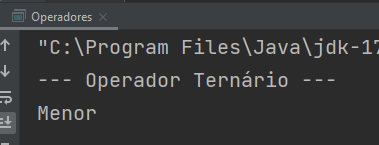 Operadores
"C:\Program Files\Java\jdk-17
--- Operador Ternário ---
Menor